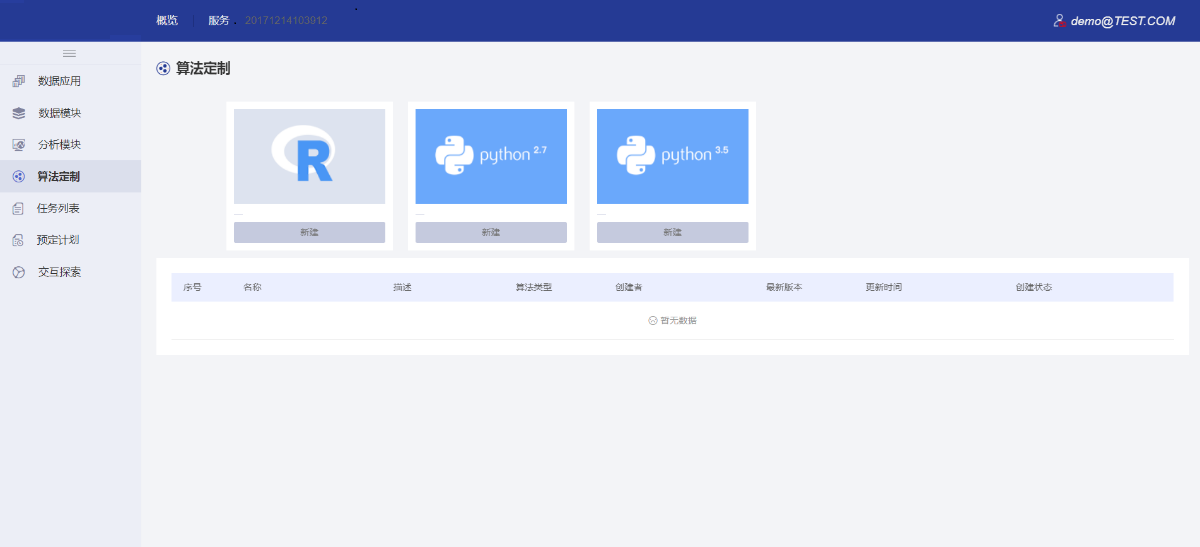 概览 服务 20171214103912 demo@TEST.COM
数据应用
数据模块
分析模块
算法定制
任务列表
预定计划
交互探索
算法定制
R
新建
python 2.7
新建
python 3.5
新建
序号 名称 描述 算法类型 创建者 最新版本 更新时间 创建状态
暂无数据